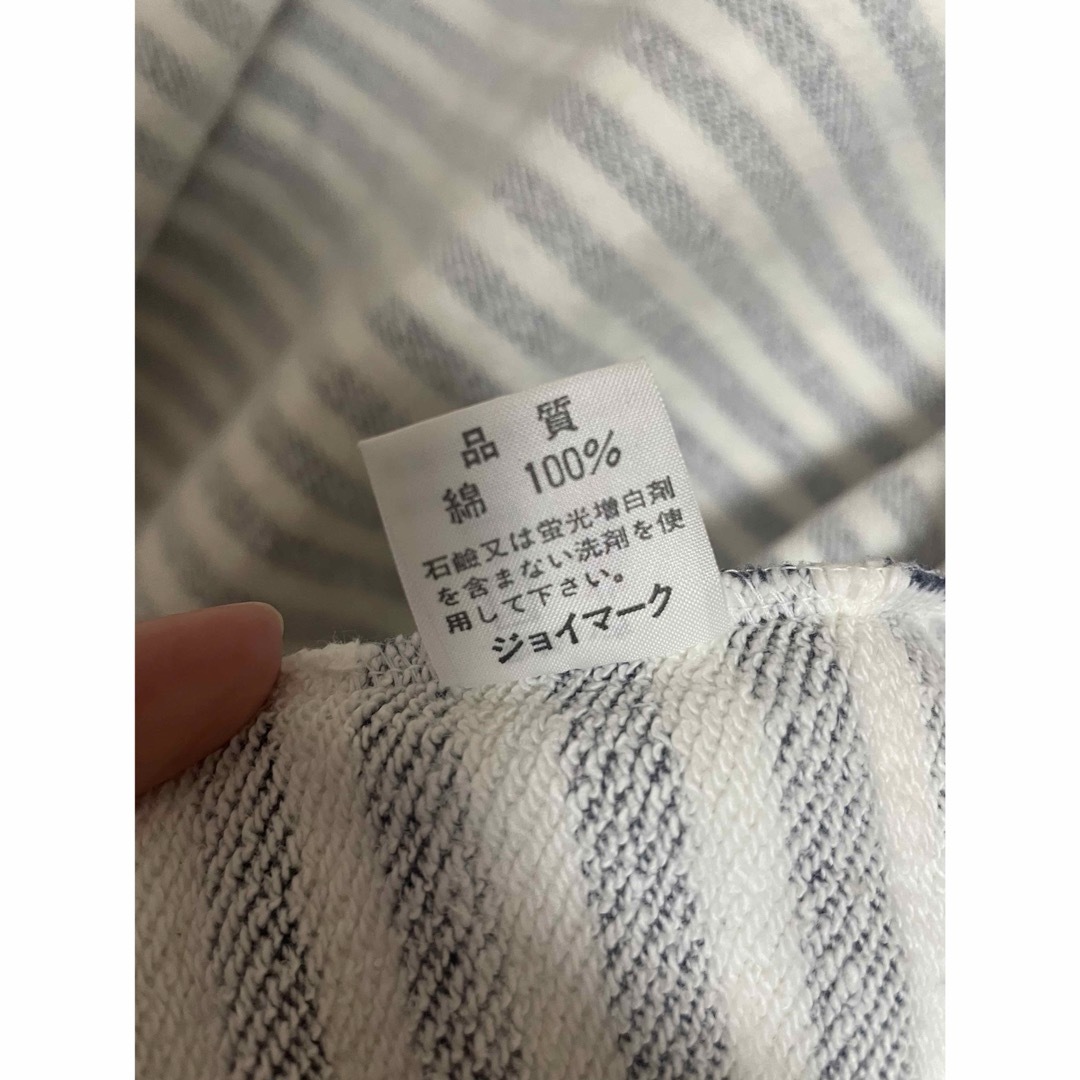 品 質
綿 100%
石鹼又は蛍光増白剤
を含まない洗剤を使
用して下さい。
ジョイマーク